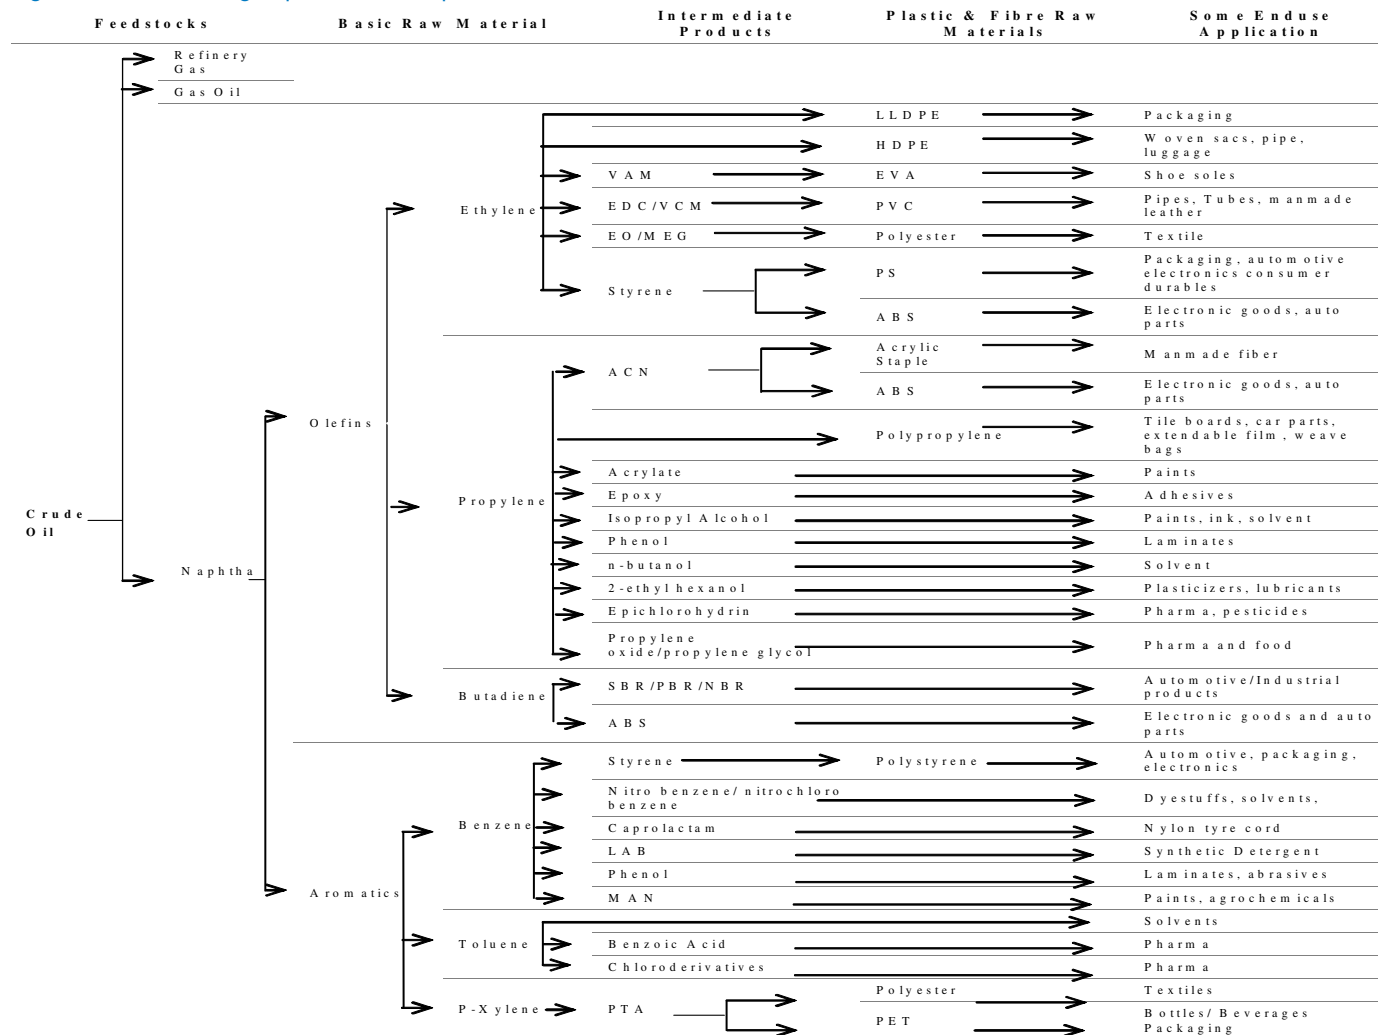 Feedstocks
Basic Raw Material
Intermediate
Products
Plastic & Fibre Raw
Materials
Some Enduse
Application
Refinery
Gas
Gas Oil
LLDPE
Packaging
HDPE
Woven sacs, pipe,
luggage
VAM
EVA
Shoe soles
Ethylene
EDC/VCM
PVC
Pipes, Tubes, manmade
leather
EO/MEG
Polyester
Textile
Styrene
PS
Packaging, automotive
electronics consumer
durables
ABS
Electronic goods, auto
parts
ACN
Acrylic
Staple
Manmade fiber
ABS
Electronic goods, auto
parts
Olefins
Polypropylene
Tile boards, car parts,
extendable film, weave
bags
Acrylate
Paints
Propylene
Epoxy
Adhesives
Crude
Oil
Isopropyl Alcohol
Paints, ink, solvent
Phenol
Laminates
Naphtha
n-butanol
Solvent
2-ethyl hexanol
Plasticizers, lubricants
Epichlorohydrin
Pharma, pesticides
Propylene
oxide/propylene glycol
Pharma and food
Butadiene
SBR/PBR/NBR
Automotive/Industrial
products
ABS
Electronic goods and auto
parts
Styrene
Polystyrene
Automotive, packaging,
electronics
Nitro benzene/ nitrochloro
benzene
Dyestuffs, solvents,
Benzene
Caprolactam
Nylon tyre cord
LAB
Synthetic Detergent
Phenol
Laminates, abrasives
Aromatics
MAN
Paints, agrochemicals
Solvents
Toluene
Benzoic Acid
Pharma
Chloroderivatives
Pharma
P-Xylene
PTA
Polyester
Textiles
PET
Bottles/ Beverages
Packaging